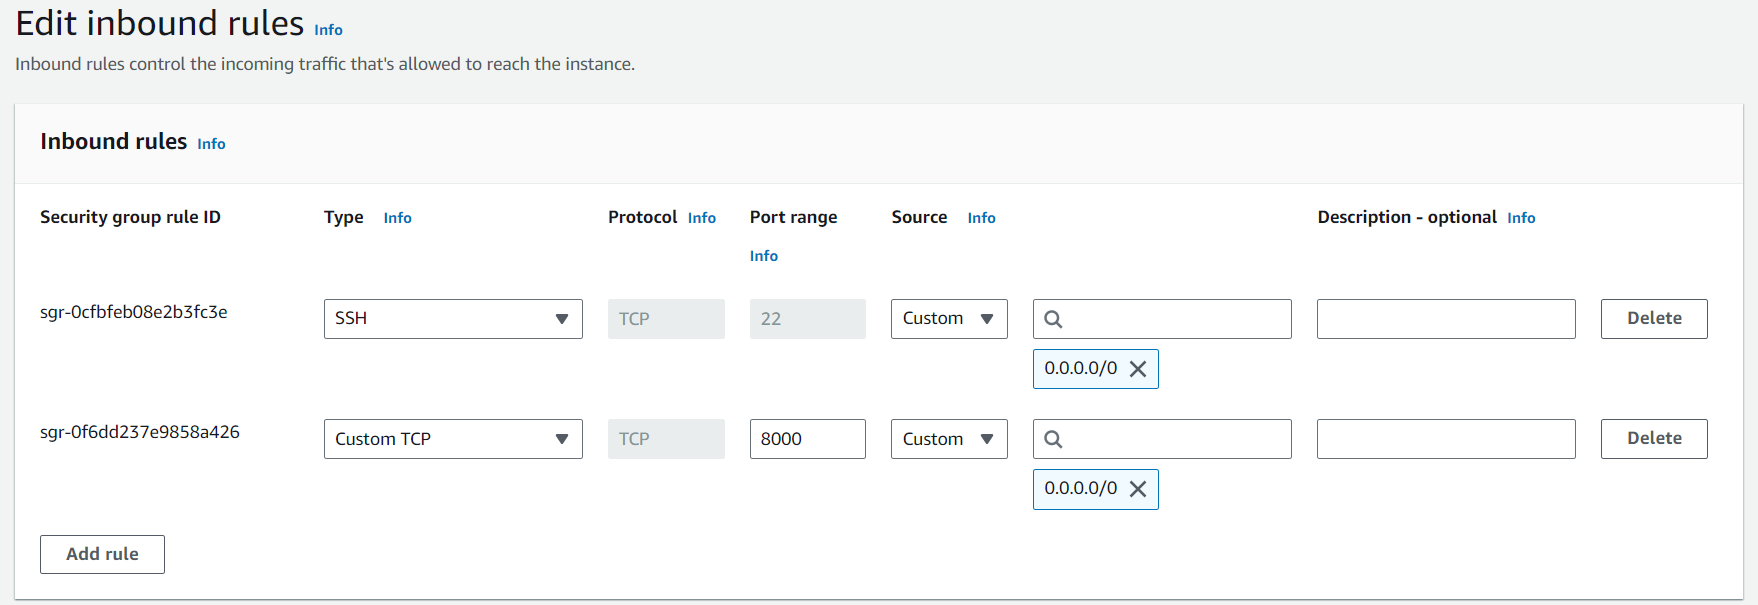 Edit inbound rules Info
Inbound rules control the incoming traffic that's allowed to reach the instance.
Inbound rules Info
Security group rule ID Type Info Protocol Info Port range Info Source Info Description - optional Info
sgr-0cfbfeb08e2b3fc3e SSH TCP 22 Custom Delete
0.0.0.0/0
sgr-0f6dd237e9858a426 Custom TCP TCP 8000 Custom Delete
0.0.0.0/0
Add rule